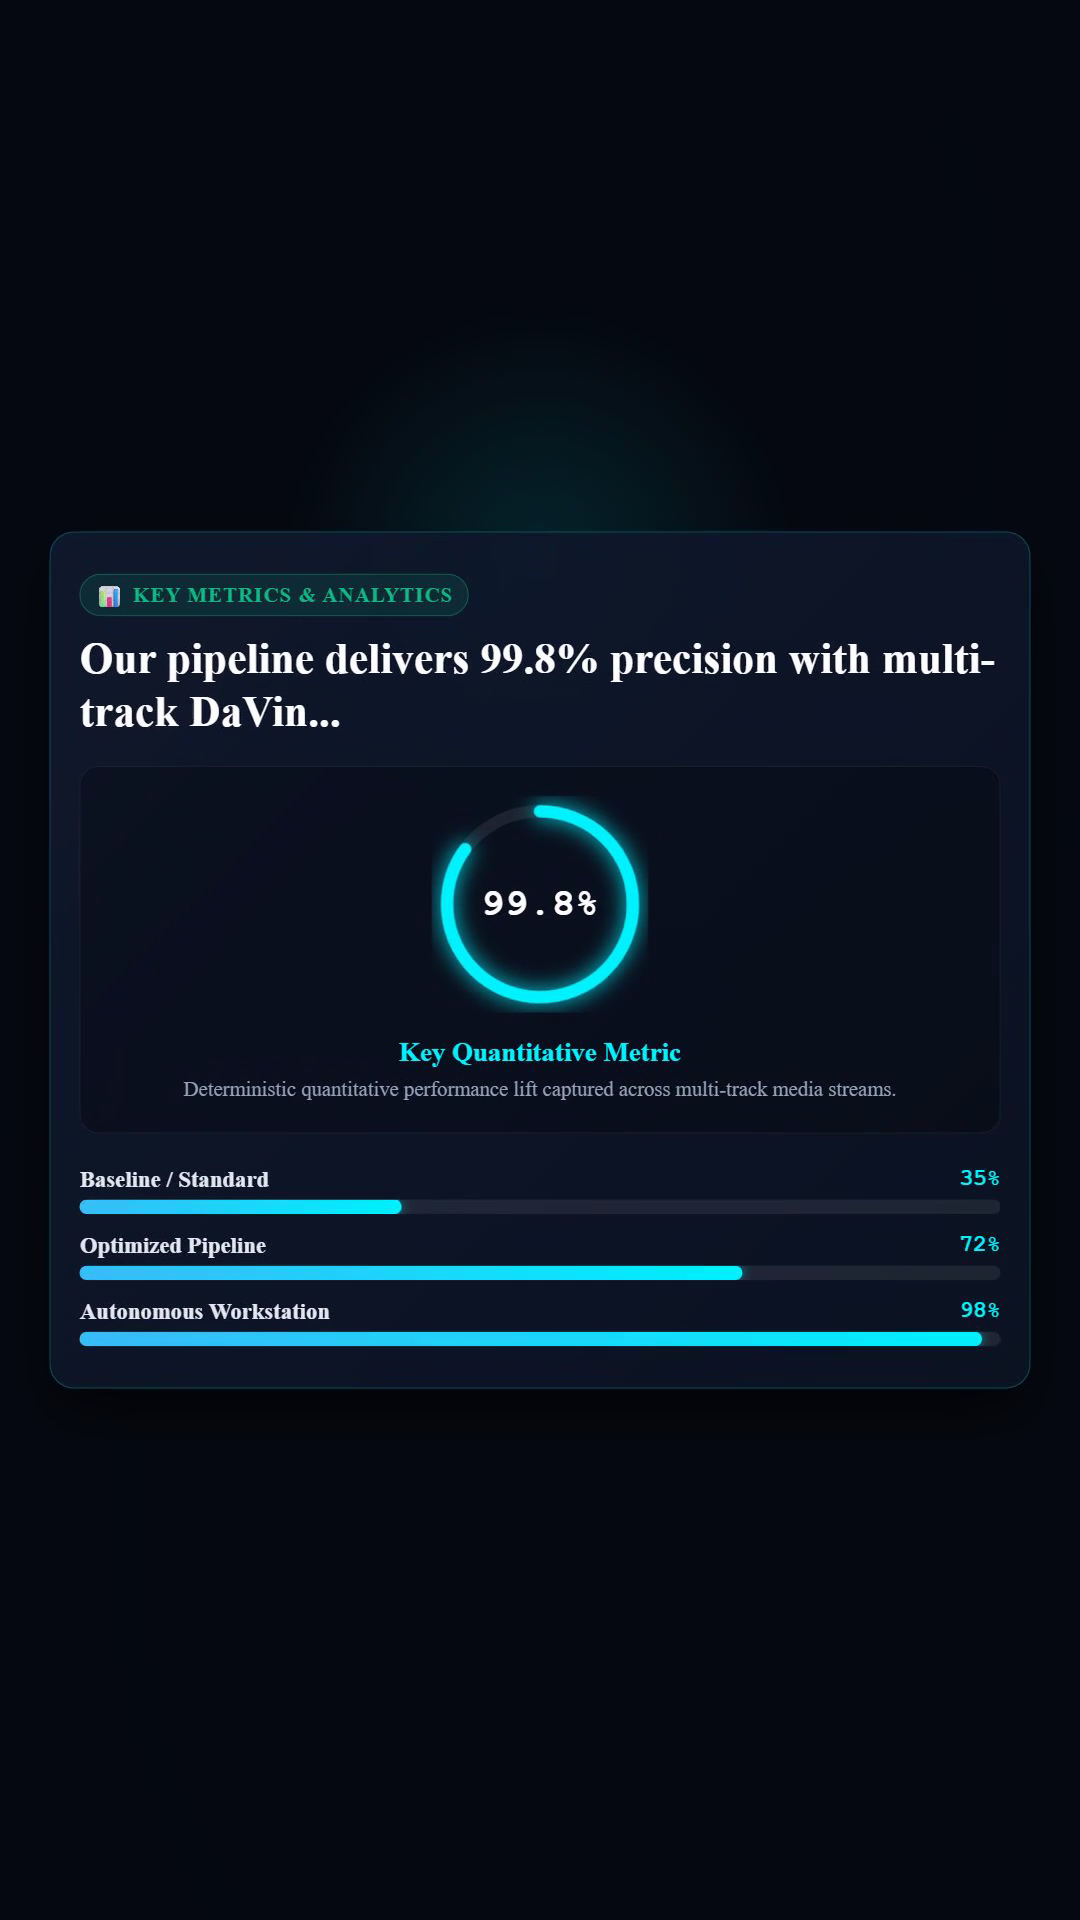 KEY METRICS & ANALYTICS
Our pipeline delivers 99.8% precision with multi-
track DaVin...
99.8%
Key Quantitative Metric
Deterministic quantitative performance lift captured across multi-track media streams.
Baseline / Standard 35%
Optimized Pipeline 72%
Autonomous Workstation 98%